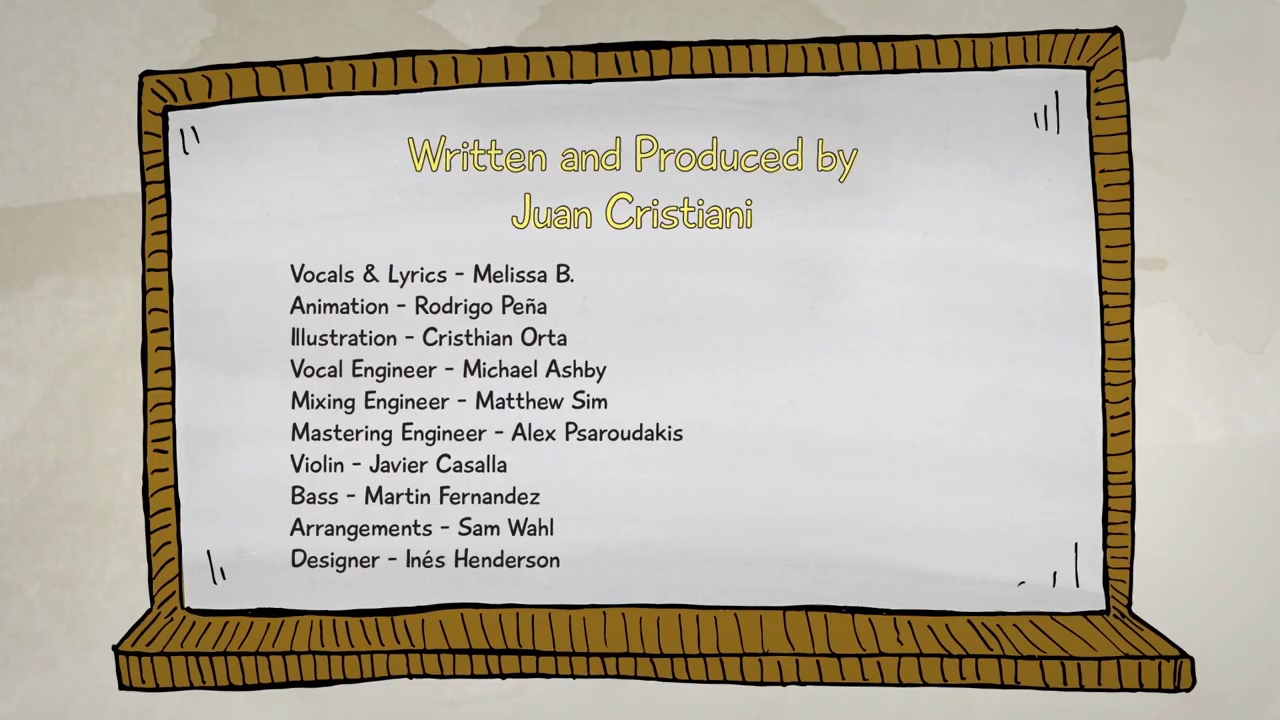 Written and Produced by
Juan Cristiani
Vocals & Lyrics - Melissa B.
Animation - Rodrigo Peña
Illustration - Cristhian Orta
Vocal Engineer - Michael Ashby
Mixing Engineer - Matthew Sim
Mastering Engineer - Alex Psaroudakis
Violin - Javier Casalla
Bass - Martin Fernandez
Arrangements - Sam Wahl
Designer - Inés Henderson